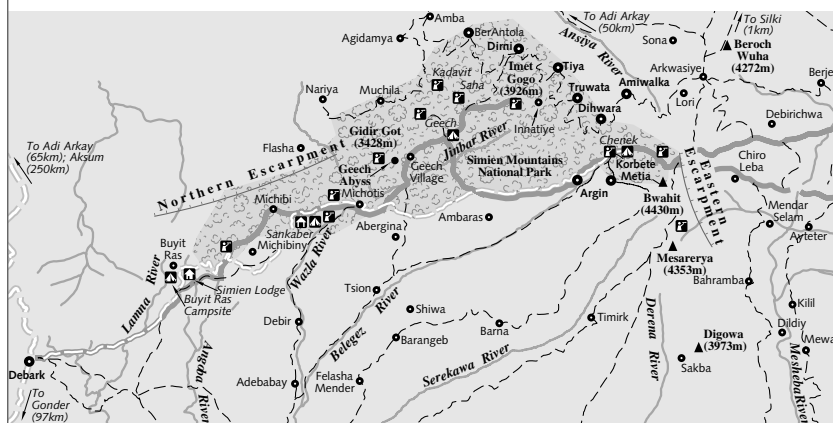 To Adi Arkay
(50km)
To Silki
(1km)
Amba
BerAntola
Agidamya
Dirni
Ansiya River
Sona
Beroch
Wuha
(4272m)
Kadavit
Saha
Imet
Gogo
(3926m)
Tiya
Arkwasiye
Amiwalka
Berje
Nariya
Muchila
Truwata
Lori
Dihwara
Debirichwa
Geech
Innatiye
Gidir Got
(3428m)
Jinbar River
To Adi Arkay
(65km); Aksum
(250km)
Flasha
Northern Escarpment
Geech
Abyss
Geech
Village
Simien Mountains
National Park
Chenek
Korbete
Metia
Eastern
Escarpment
Chiro
Leba
Michibi
Michotis
Argin
Bwahit
(4430m)
Ambaras
Mendar
Selam
Sankaber
Michibiny
Abergina
Ayteter
Buyit
Ras
Wazla River
Mesarerya
(4353m)
Simien Lodge
Buyit Ras
Campsite
Lamna River
Tsion
Bahramba
Belegez River
Shiwa
Kilil
Debir
Barna
Timirk
Dildiy
Barangeb
Derena River
Digowa
(3973m)
Mewa
Debark
Angba River
Serekawa River
Adebabay
Felasha
Mender
Sakba
Mesheba River
To
Gonder
(97km)